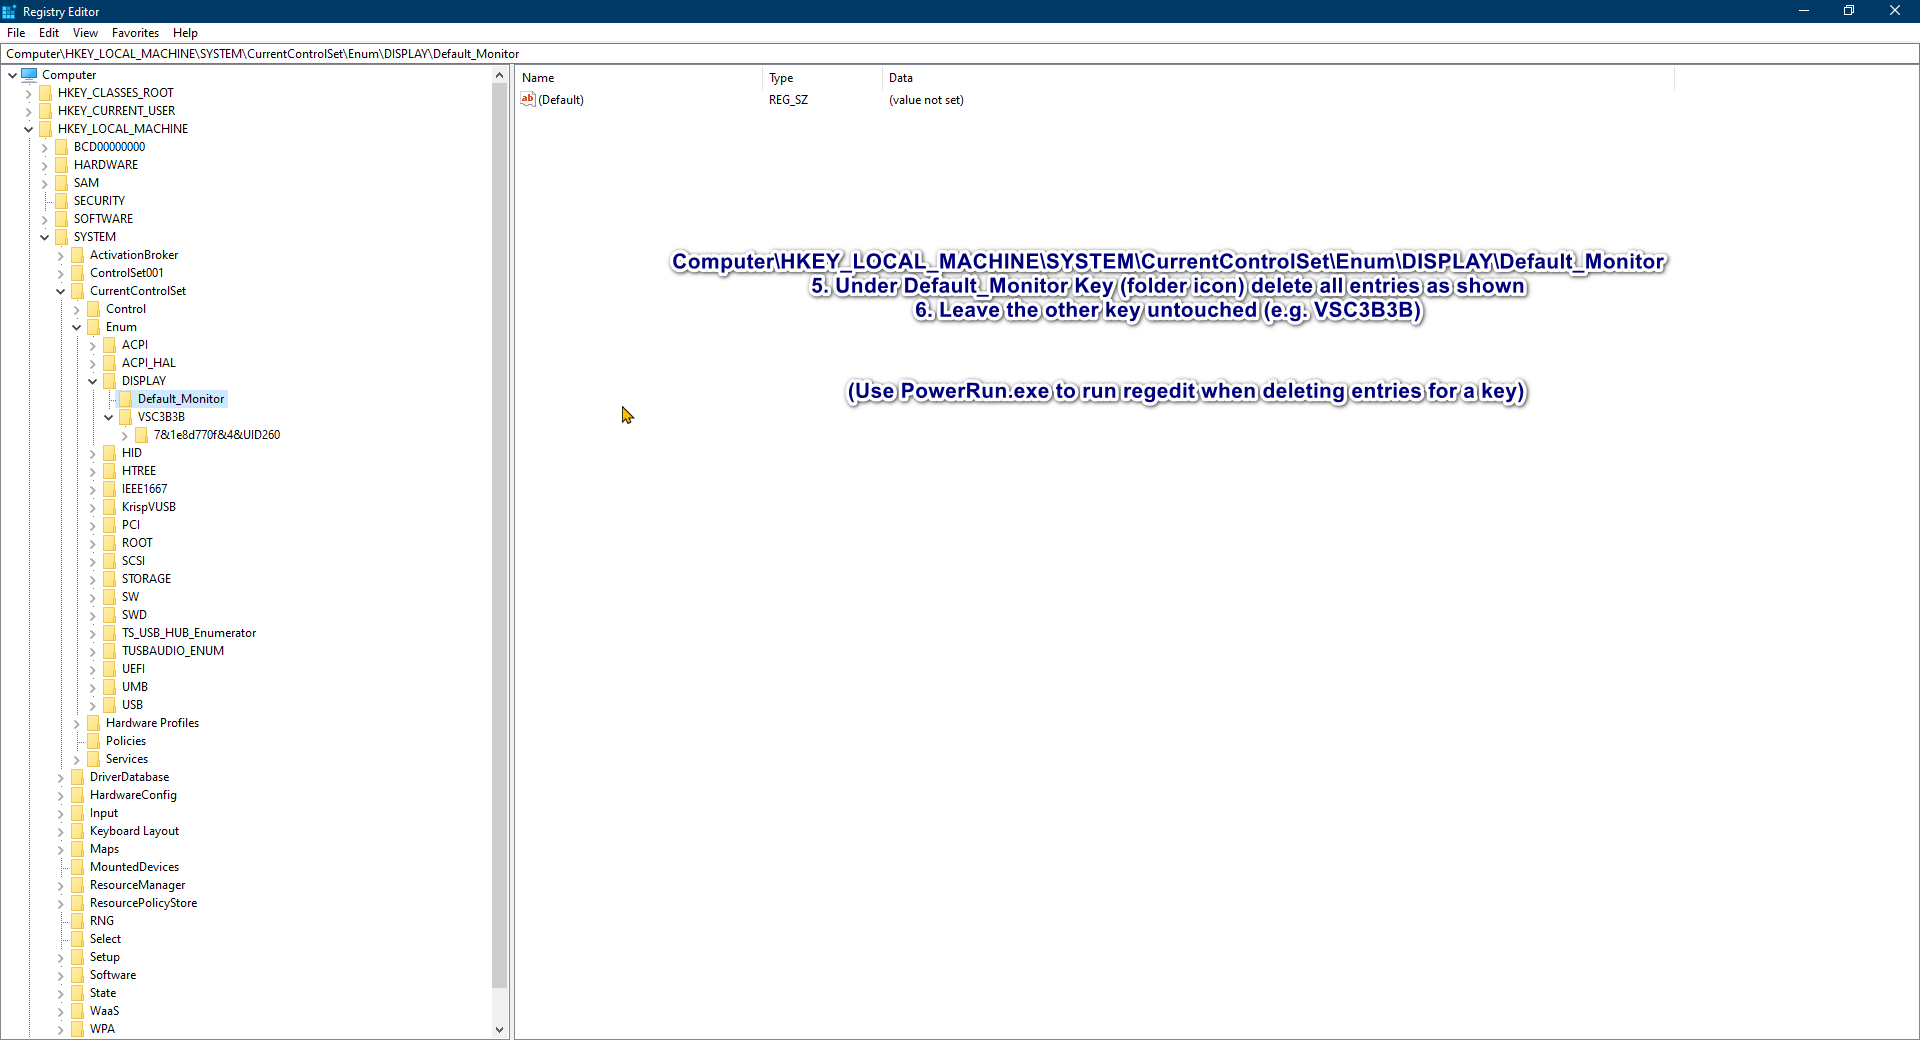 Registry Editor
File Edit View Favorites Help
Computer\HKEY_LOCAL_MACHINE\SYSTEM\CurrentControlSet\Enum\DISPLAY\Default_Monitor
Computer
HKEY_CLASSES_ROOT
HKEY_CURRENT_USER
HKEY_LOCAL_MACHINE
BCD00000000
HARDWARE
SAM
SECURITY
SOFTWARE
SYSTEM
ActivationBroker
ControlSet001
CurrentControlSet
Control
Enum
ACPI
ACPI_HAL
DISPLAY
Default_Monitor
VSC3B3B
7&1e8d770f&4&UID260
HID
HTREE
IEEE1667
KrispVUSB
PCI
ROOT
SCSI
STORAGE
SW
SWD
TS_USB_HUB_Enumerator
TUSBAUDIO_ENUM
UEFI
UMB
USB
Hardware Profiles
Policies
Services
DriverDatabase
HardwareConfig
Input
Keyboard Layout
Maps
MountedDevices
ResourceManager
ResourcePolicyStore
RNG
Select
Setup
Software
State
WaaS
WPA
Name Type Data
ab (Default) REG_SZ (value not set)
Computer\HKEY_LOCAL_MACHINE\SYSTEM\CurrentControlSet\Enum\DISPLAY\Default_Monitor
5. Under Default_Monitor Key (folder icon) delete all entries as shown
6. Leave the other key untouched (e.g. VSC3B3B)
(Use PowerRun.exe to run regedit when deleting entries for a key)